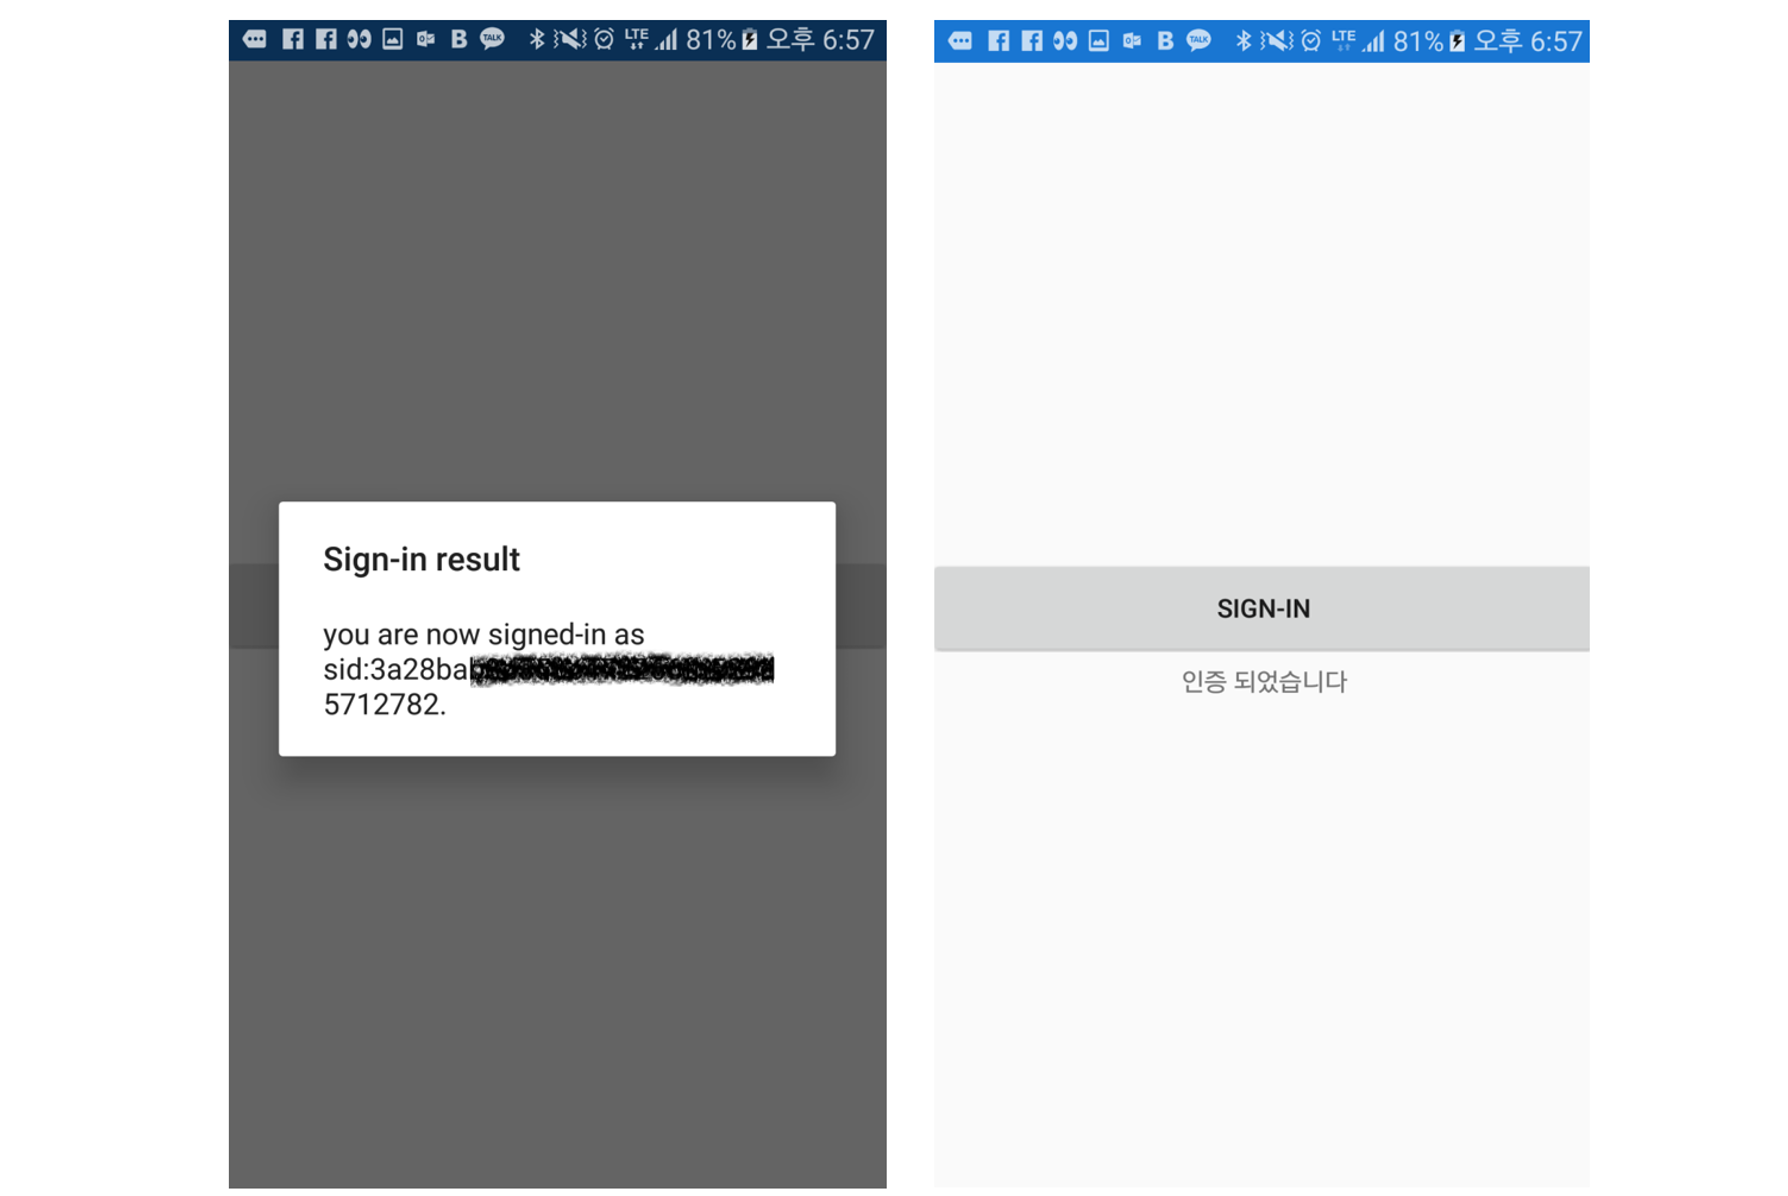 TALK LTE 81% 오후 6:57
Sign-in result
you are now signed-in as
sid:3a28ba
5712782.
TALK LTE 81% 오후 6:57
SIGN-IN
인증 되었습니다